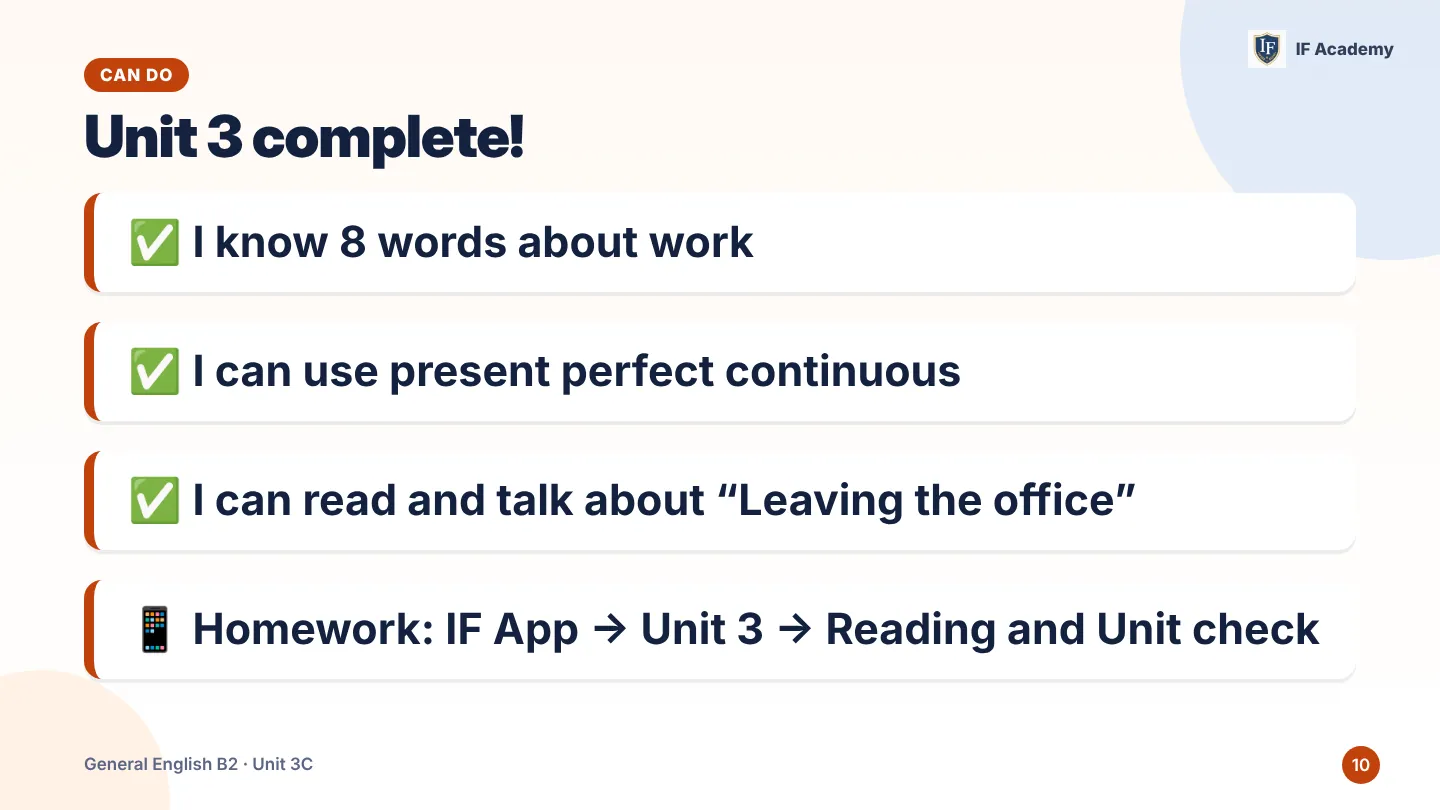 IF Academy
CAN DO
Unit 3 complete!
✅ I know 8 words about work
✅ I can use present perfect continuous
✅ I can read and talk about “Leaving the office”
📱 Homework: IF App → Unit 3 → Reading and Unit check
General English B2 · Unit 3C
10